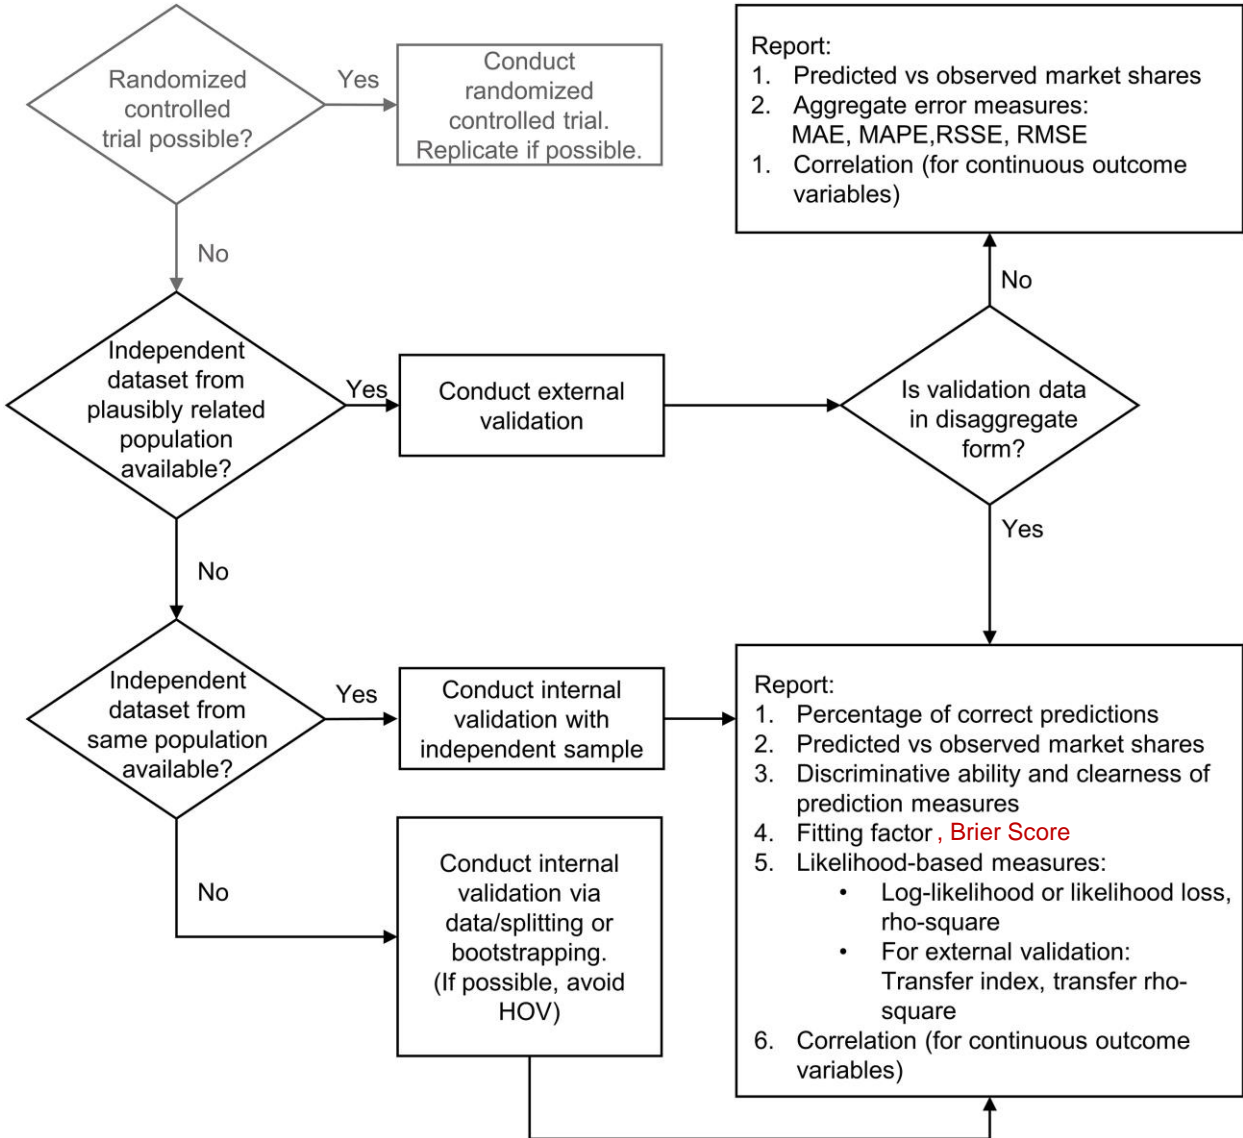 Randomized
controlled
trial possible?
Yes
Conduct
randomized
controlled trial.
Replicate if possible.
No
Report:
1. Predicted vs observed market shares
2. Aggregate error measures:
MAE, MAPE,RSSE, RMSE
1. Correlation (for continuous outcome
variables)
Independent
dataset from
plausibly related
population
available?
Yes
Conduct external
validation
Is validation data
in disaggregate
form?
No
Yes
No
Independent
dataset from
same population
available?
Yes
Conduct internal
validation with
independent sample
No
Conduct internal
validation via
data/splitting or
bootstrapping.
(If possible, avoid
HOV)
Report:
1. Percentage of correct predictions
2. Predicted vs observed market shares
3. Discriminative ability and clearness of
prediction measures
4. Fitting factor , Brier Score
5. Likelihood-based measures:
• Log-likelihood or likelihood loss,
rho-square
• For external validation:
Transfer index, transfer rho-
square
6. Correlation (for continuous outcome
variables)